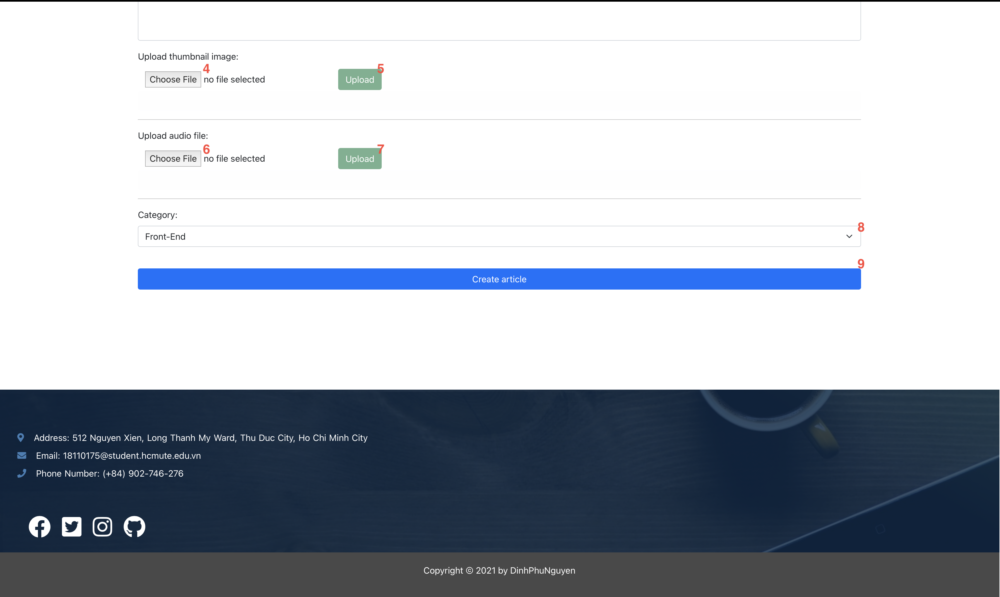 Upload thumbnail image:
4
5
Choose File no file selected
Upload
Upload audio file:
6
7
Choose File no file selected
Upload
Category:
8
Front-End
9
Create article
Address: 512 Nguyen Xien, Long Thanh My Ward, Thu Duc City, Ho Chi Minh City
Email: 18110175@student.hcmute.edu.vn
Phone Number: (+84) 902-746-276
Copyright © 2021 by DinhPhuNguyen